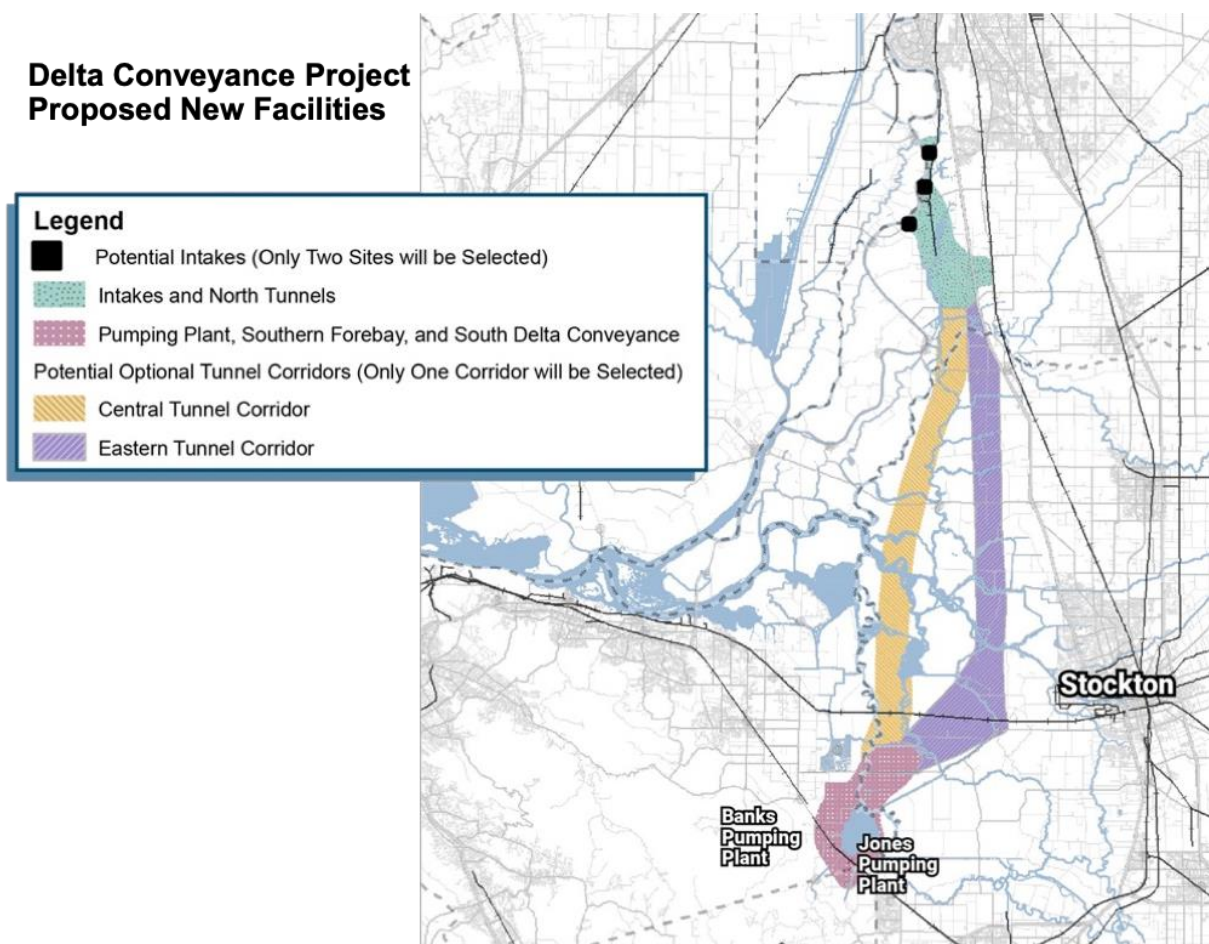 Delta Conveyance Project
Proposed New Facilities
Legend
Potential Intakes (Only Two Sites will be Selected)
Intakes and North Tunnels
Pumping Plant, Southern Forebay, and South Delta Conveyance
Potential Optional Tunnel Corridors (Only One Corridor will be Selected)
Central Tunnel Corridor
Eastern Tunnel Corridor
Stockton
Banks
Pumping
Plant
Jones
Pumping
Plant